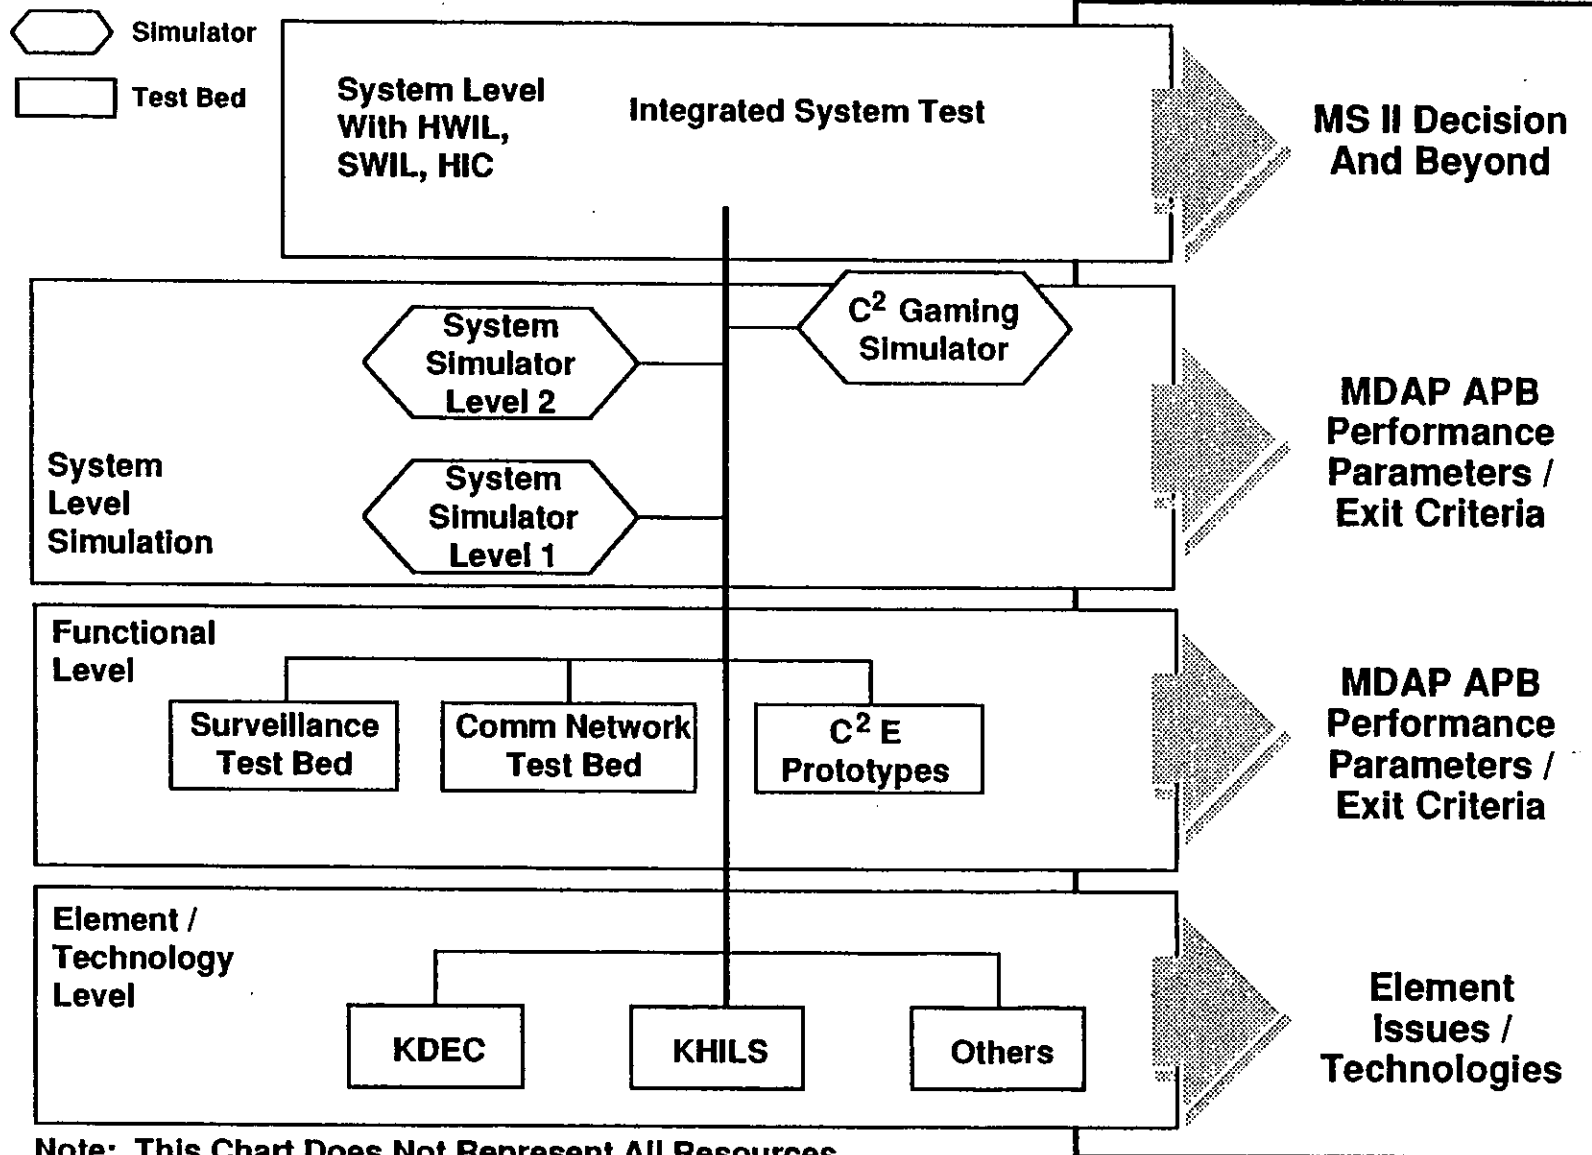 Simulator
Test Bed
System Level
With HWIL,
SWIL, HIC
Integrated System Test
MS II Decision
And Beyond
System
Simulator
Level 2
C² Gaming
Simulator
System
Simulator
Level 1
System
Level
Simulation
MDAP APB
Performance
Parameters /
Exit Criteria
Functional
Level
Surveillance
Test Bed
Comm Network
Test Bed
C² E
Prototypes
MDAP APB
Performance
Parameters /
Exit Criteria
Element /
Technology
Level
KDEC
KHILS
Others
Element
Issues /
Technologies
Note: This Chart Does Not Represent All Resources